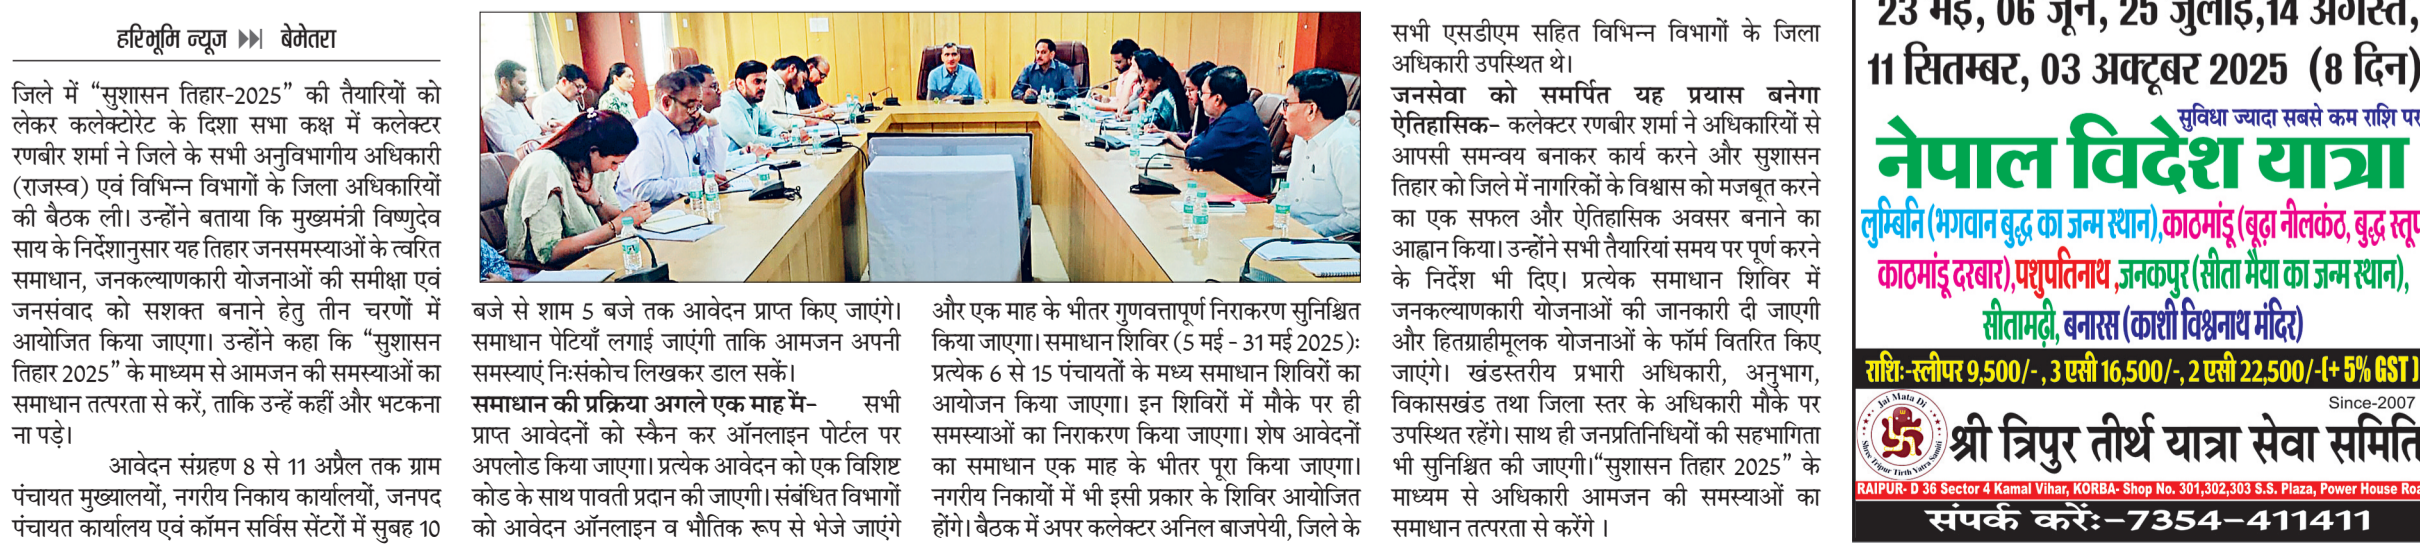 हरिभूमि न्यूज ▶▶| बेमेतरा
जिले में “सुशासन तिहार-2025” की तैयारियों को
लेकर कलेक्टोरेट के दिशा सभा कक्ष में कलेक्टर
रणबीर शर्मा ने जिले के सभी अनुविभागीय अधिकारी
(राजस्व) एवं विभिन्न विभागों के जिला अधिकारियों
की बैठक ली। उन्होंने बताया कि मुख्यमंत्री विष्णुदेव
साय के निर्देशानुसार यह तिहार जनसमस्याओं के त्वरित
समाधान, जनकल्याणकारी योजनाओं की समीक्षा एवं
जनसंवाद को सशक्त बनाने हेतु तीन चरणों में
आयोजित किया जाएगा। उन्होंने कहा कि “सुशासन
तिहार 2025” के माध्यम से आमजन की समस्याओं का
समाधान तत्परता से करें, ताकि उन्हें कहीं और भटकना
ना पड़े।
आवेदन संग्रहण 8 से 11 अप्रैल तक ग्राम
पंचायत मुख्यालयों, नगरीय निकाय कार्यालयों, जनपद
पंचायत कार्यालय एवं कॉमन सर्विस सेंटरों में सुबह 10
बजे से शाम 5 बजे तक आवेदन प्राप्त किए जाएंगे।
समाधान पेटियाँ लगाई जाएंगी ताकि आमजन अपनी
समस्याएं निःसंकोच लिखकर डाल सकें।
समाधान की प्रक्रिया अगले एक माह में- सभी
प्राप्त आवेदनों को स्कैन कर ऑनलाइन पोर्टल पर
अपलोड किया जाएगा। प्रत्येक आवेदन को एक विशिष्ट
कोड के साथ पावती प्रदान की जाएगी। संबंधित विभागों
को आवेदन ऑनलाइन व भौतिक रूप से भेजे जाएंगे
और एक माह के भीतर गुणवत्तापूर्ण निराकरण सुनिश्चित
किया जाएगा। समाधान शिविर (5 मई - 31 मई 2025):
प्रत्येक 6 से 15 पंचायतों के मध्य समाधान शिविरों का
आयोजन किया जाएगा। इन शिविरों में मौके पर ही
समस्याओं का निराकरण किया जाएगा। शेष आवेदनों
का समाधान एक माह के भीतर पूरा किया जाएगा।
नगरीय निकायों में भी इसी प्रकार के शिविर आयोजित
होंगे। बैठक में अपर कलेक्टर अनिल बाजपेयी, जिले के
सभी एसडीएम सहित विभिन्न विभागों के जिला
अधिकारी उपस्थित थे।
जनसेवा को समर्पित यह प्रयास बनेगा
ऐतिहासिक- कलेक्टर रणबीर शर्मा ने अधिकारियों से
आपसी समन्वय बनाकर कार्य करने और सुशासन
तिहार को जिले में नागरिकों के विश्वास को मजबूत करने
का एक सफल और ऐतिहासिक अवसर बनाने का
आह्वान किया। उन्होंने सभी तैयारियां समय पर पूर्ण करने
के निर्देश भी दिए। प्रत्येक समाधान शिविर में
जनकल्याणकारी योजनाओं की जानकारी दी जाएगी
और हितग्राहीमूलक योजनाओं के फॉर्म वितरित किए
जाएंगे। खंडस्तरीय प्रभारी अधिकारी, अनुभाग,
विकासखंड तथा जिला स्तर के अधिकारी मौके पर
उपस्थित रहेंगे। साथ ही जनप्रतिनिधियों की सहभागिता
भी सुनिश्चित की जाएगी।“सुशासन तिहार 2025” के
माध्यम से अधिकारी आमजन की समस्याओं का
समाधान तत्परता से करेंगे ।
23 मई, 06 जून, 25 जुलाई,14 अगस्त,
11 सितम्बर, 03 अक्टूबर 2025 (8 दिन)
सुविधा ज्यादा सबसे कम राशि पर
नेपाल विदेश यात्रा
लुम्बिनि (भगवान बुद्ध का जन्म स्थान),काठमांडू (बूढ़ा नीलकंठ, बुद्ध स्तूप
काठमांडू दरबार),पशुपतिनाथ ,जनकपुर (सीता मैया का जन्म स्थान),
सीतामढ़ी, बनारस (काशी विश्वनाथ मंदिर)
राशिः-स्लीपर 9,500/- , 3 एसी 16,500/-, 2 एसी 22,500/-(+ 5% GST )
Since-2007
Jai Mata Di
श्री त्रिपुर तीर्थ यात्रा सेवा समिति
Shree Tripur Tirth Yatra Samiti
RAIPUR- D 36 Sector 4 Kamal Vihar, KORBA- Shop No. 301,302,303 S.S. Plaza, Power House Roa
संपर्क करेंः-7354-411411